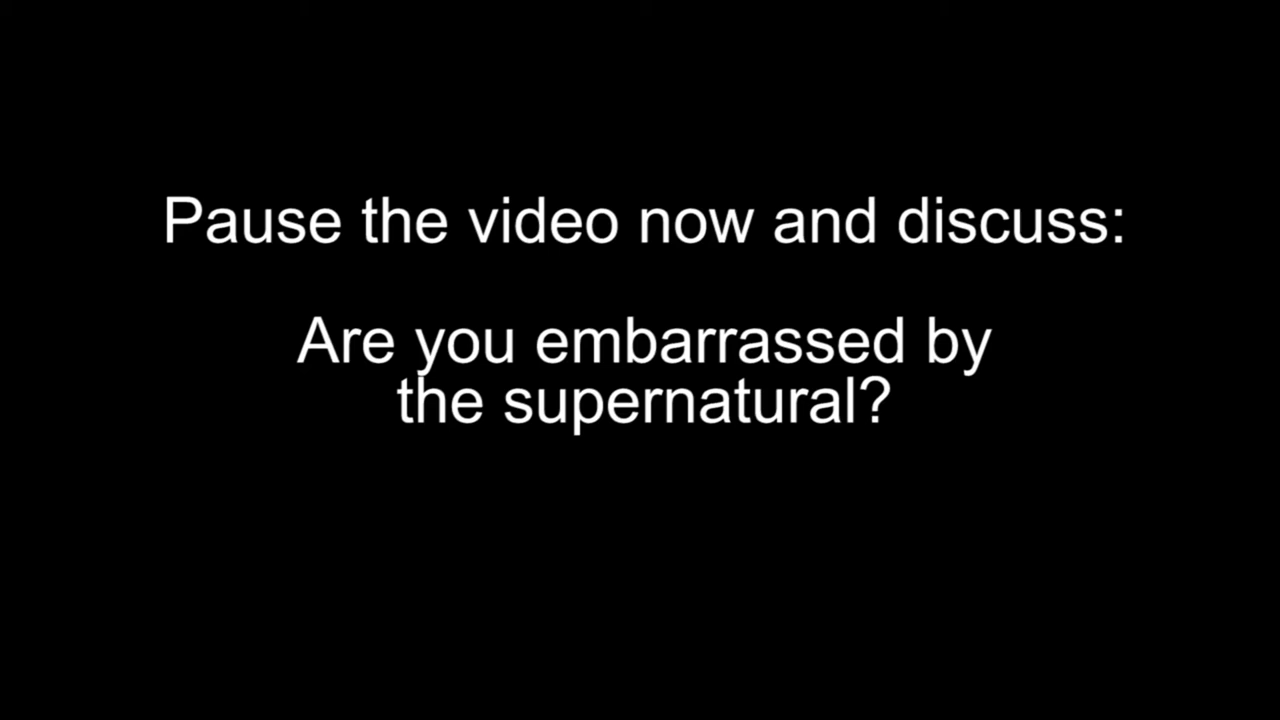 Pause the video now and discuss:
Are you embarrassed by
the supernatural?